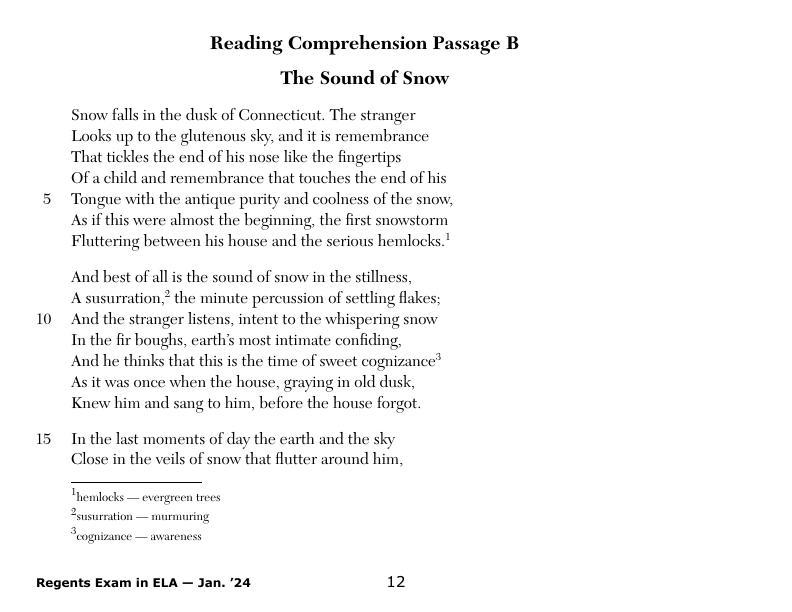 Reading Comprehension Passage B
The Sound of Snow
Snow falls in the dusk of Connecticut. The stranger
Looks up to the glutenous sky, and it is remembrance
That tickles the end of his nose like the fingertips
Of a child and remembrance that touches the end of his
5 Tongue with the antique purity and coolness of the snow,
As if this were almost the beginning, the first snowstorm
Fluttering between his house and the serious hemlocks.1
And best of all is the sound of snow in the stillness,
A susurration,2 the minute percussion of settling flakes;
10 And the stranger listens, intent to the whispering snow
In the fir boughs, earth’s most intimate confiding,
And he thinks that this is the time of sweet cognizance3
As it was once when the house, graying in old dusk,
Knew him and sang to him, before the house forgot.
15 In the last moments of day the earth and the sky
Close in the veils of snow that flutter around him,
1hemlocks — evergreen trees
2susurration — murmuring
3cognizance — awareness
Regents Exam in ELA — Jan. ’24 12